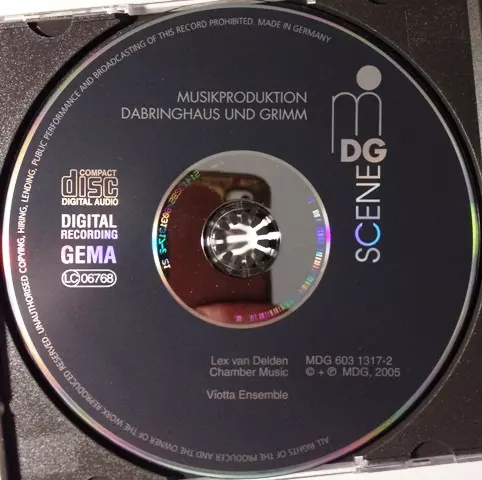 ALL RIGHTS OF THE PRODUCER AND THE OWNER OF THE WORK REPRODUCED RESERVED. UNAUTHORISED COPYING, HIRING, LENDING, PUBLIC PERFORMANCE AND BROADCASTING OF THIS RECORD PROHIBITED. MADE IN GERMANY
MUSIKPRODUKTION
DABRINGHAUS UND GRIMM
DG
SCENE
COMPACT
disc
DIGITAL AUDIO
DIGITAL
RECORDING
GEMA
LC 06768
Lex van Delden
Chamber Music
Viotta Ensemble
MDG 603 1317-2
© + ℗ MDG, 2005